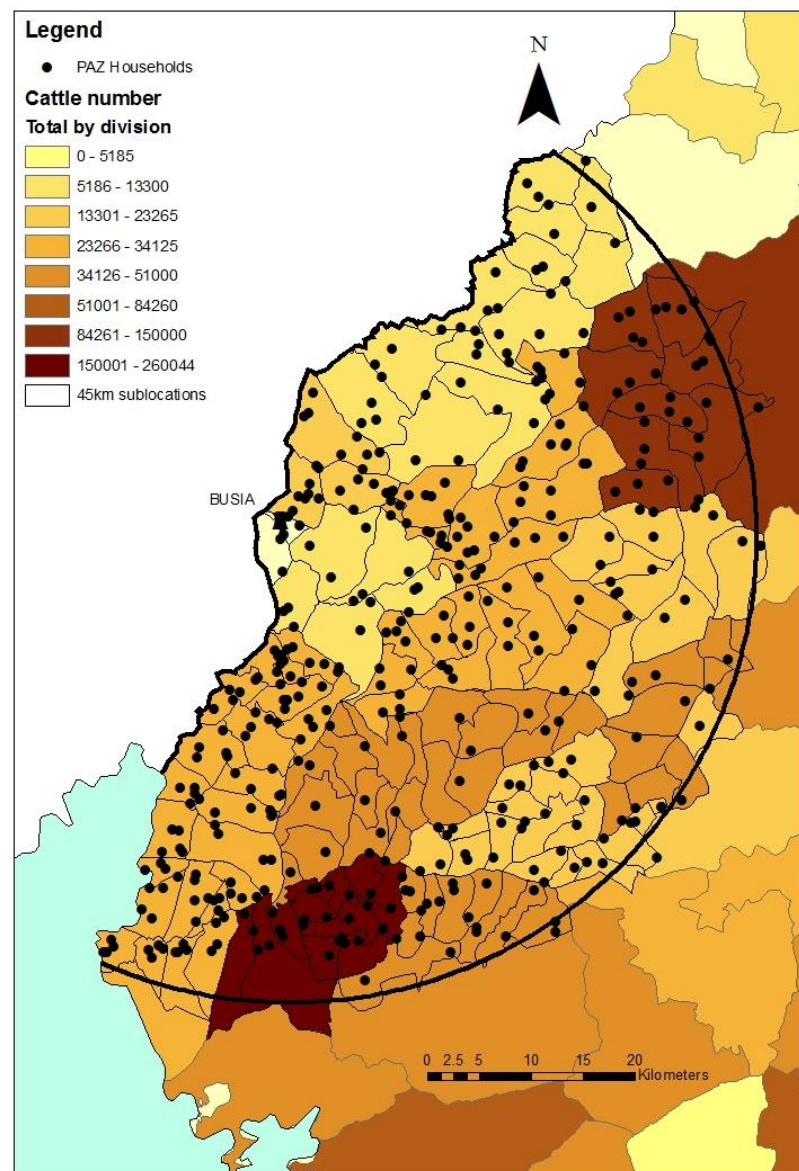 Legend
PAZ Households
Cattle number
Total by division
0 - 5185
5186 - 13300
13301 - 23265
23266 - 34125
34126 - 51000
51001 - 84260
84261 - 150000
150001 - 260044
45km sublocations
N
BUSIA
0 2.5 5 10 15 20
Kilometers